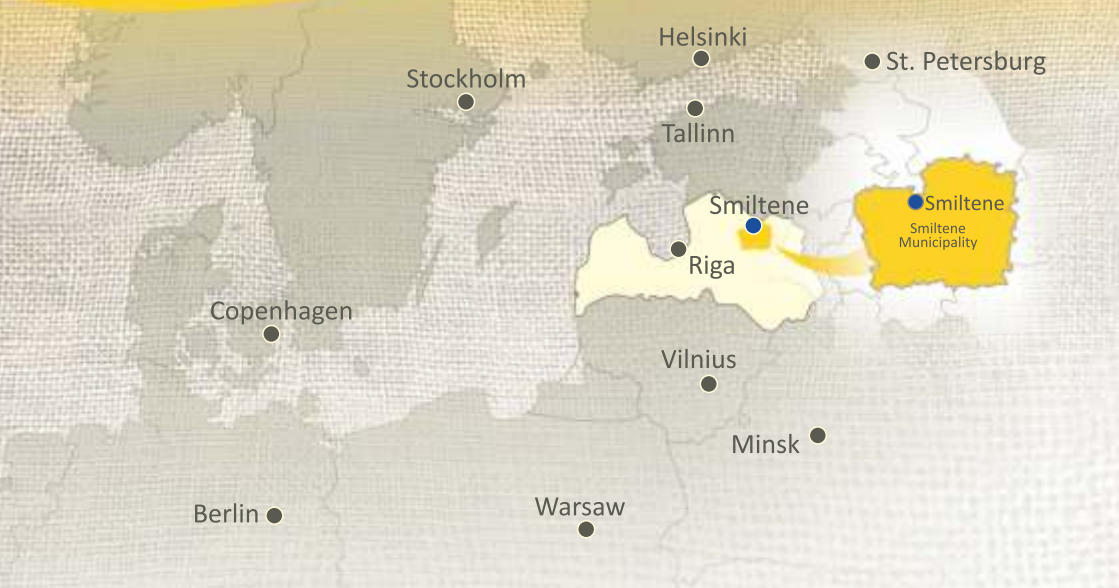 Helsinki
St. Petersburg
Stockholm
Tallinn
Smiltene
Smiltene
Smiltene
Municipality
Riga
Copenhagen
Vilnius
Minsk
Berlin
Warsaw